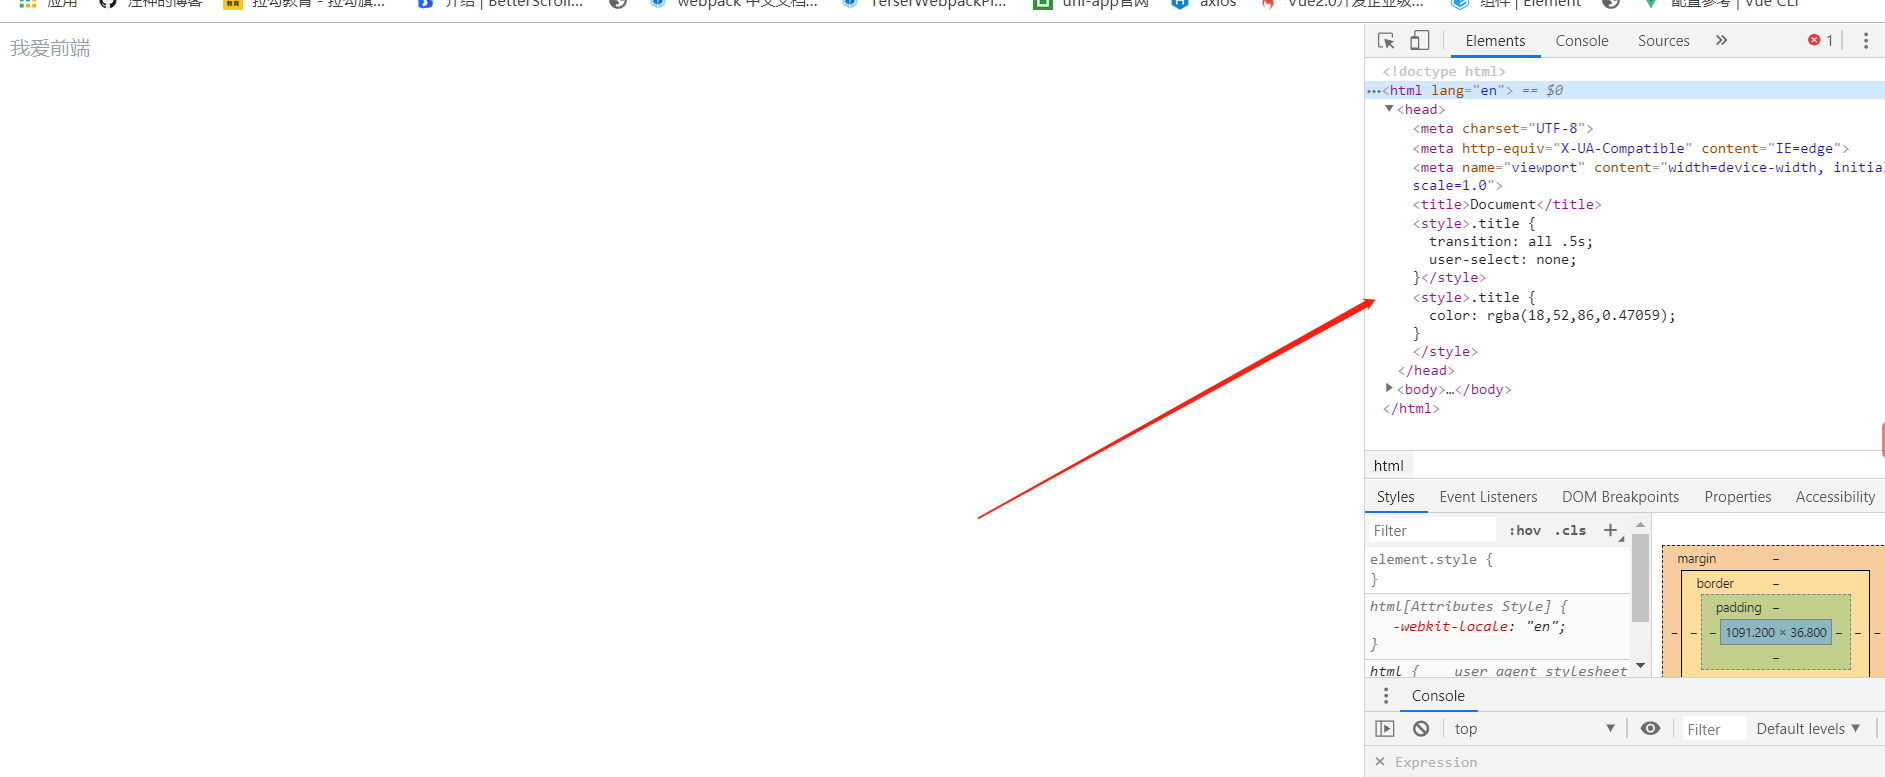 应用 汪神的博客 拉勾教育 - 拉勾旗... 介绍 | BetterScroll... webpack 中文文档... TerserWebpackPl... uni-app官网 axios Vue2.0开发企业级... 组件 | Element 配置参考 | Vue CLI
我爱前端
Elements Console Sources » 1
<!doctype html>
…<html lang="en"> == $0
<head>
<meta charset="UTF-8">
<meta http-equiv="X-UA-Compatible" content="IE=edge">
<meta name="viewport" content="width=device-width, initial
scale=1.0">
<title>Document</title>
<style>.title {
transition: all .5s;
user-select: none;
}</style>
<style>.title {
color: rgba(18,52,86,0.47059);
}
</style>
</head>
<body>…</body>
</html>
html
Styles Event Listeners DOM Breakpoints Properties Accessibility
Filter :hov .cls +
element.style {
}
html[Attributes Style] {
-webkit-locale: "en";
}
html { user agent stylesheet
margin –
border –
padding –
– – – 1091.200 × 36.800 – – –
–
Console
top Filter Default levels
× Expression